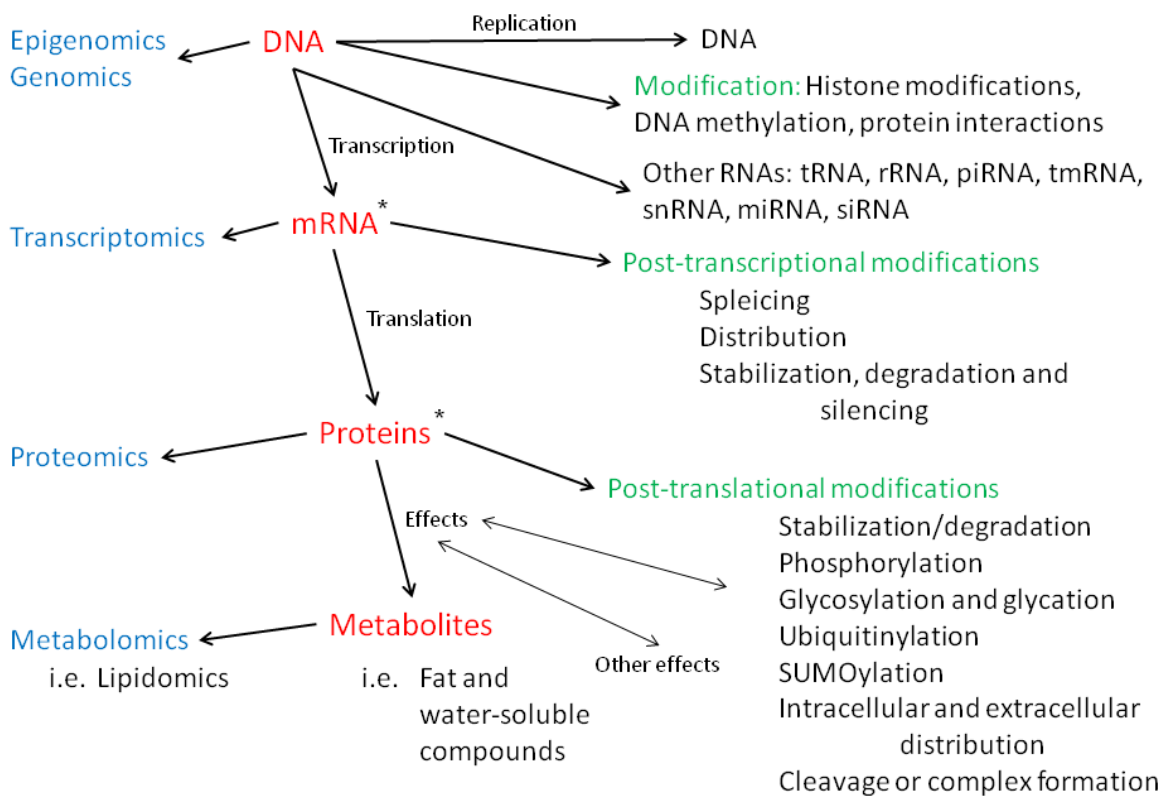 Epigenomics
Genomics
DNA
Replication
DNA
Modification: Histone modifications,
DNA methylation, protein interactions
Transcription
Other RNAs: tRNA, rRNA, piRNA, tmRNA,
snRNA, miRNA, siRNA
Transcriptomics
mRNA*
Post-transcriptional modifications
Spleicing
Distribution
Stabilization, degradation and
silencing
Translation
Proteomics
Proteins*
Post-translational modifications
Stabilization/degradation
Phosphorylation
Glycosylation and glycation
Ubiquitinylation
SUMOylation
Intracellular and extracellular
distribution
Cleavage or complex formation
Effects
Other effects
Metabolomics
i.e. Lipidomics
Metabolites
i.e. Fat and
water-soluble
compounds